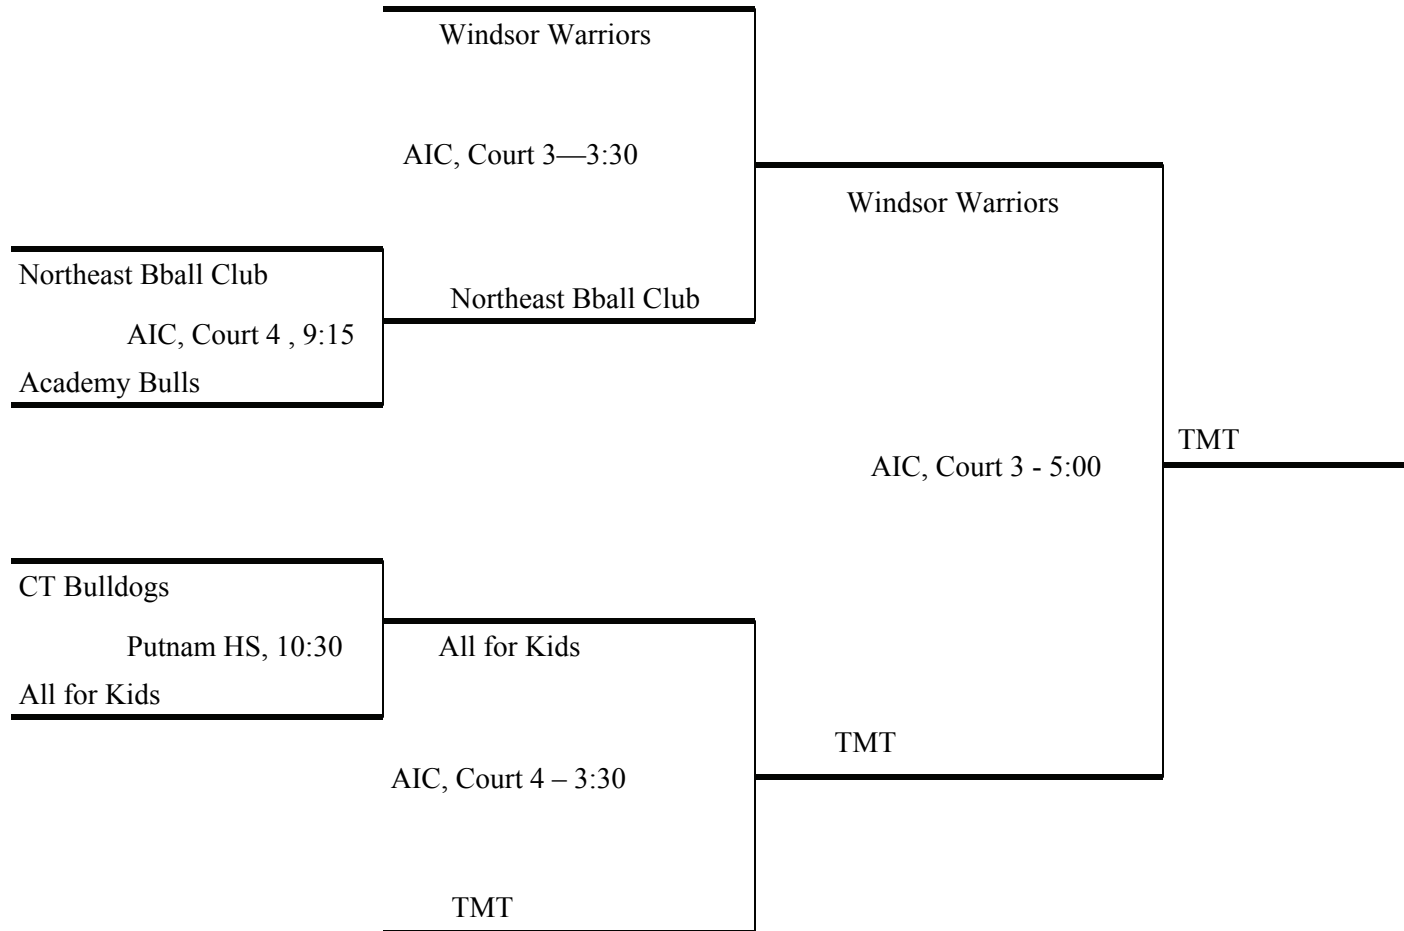 Windsor Warriors
AIC, Court 3—3:30
Windsor Warriors
Northeast Bball Club
Northeast Bball Club
AIC, Court 4 , 9:15
Academy Bulls
TMT
AIC, Court 3 - 5:00
CT Bulldogs
Putnam HS, 10:30
All for Kids
All for Kids
TMT
AIC, Court 4 – 3:30
TMT